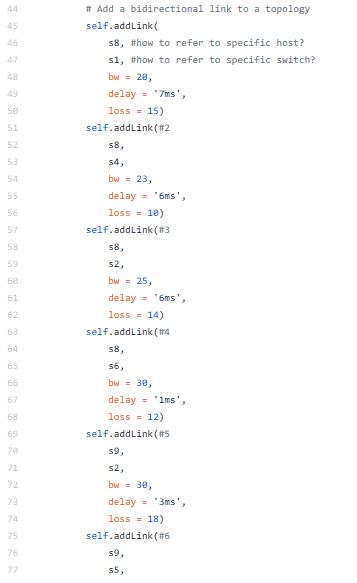 44 # Add a bidirectional link to a topology
45 self.addLink(
46 s8, #how to refer to specific host?
47 s1, #how to refer to specific switch?
48 bw = 20,
49 delay = '7ms',
50 loss = 15)
51 self.addLink(#2
52 s8,
53 s4,
54 bw = 23,
55 delay = '6ms',
56 loss = 10)
57 self.addLink(#3
58 s8,
59 s2,
60 bw = 25,
61 delay = '6ms',
62 loss = 14)
63 self.addLink(#4
64 s8,
65 s6,
66 bw = 30,
67 delay = '1ms',
68 loss = 12)
69 self.addLink(#5
70 s9,
71 s2,
72 bw = 30,
73 delay = '3ms',
74 loss = 18)
75 self.addLink(#6
76 s9,
77 s5,